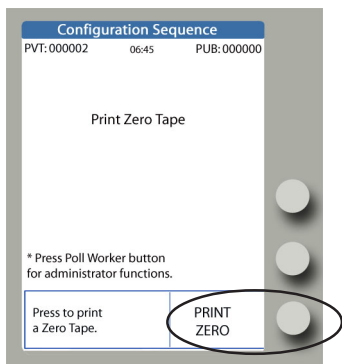 Configuration Sequence
PVT: 000002 06:45 PUB: 000000
Print Zero Tape
* Press Poll Worker button
for administrator functions.
Press to print
a Zero Tape.
PRINT
ZERO